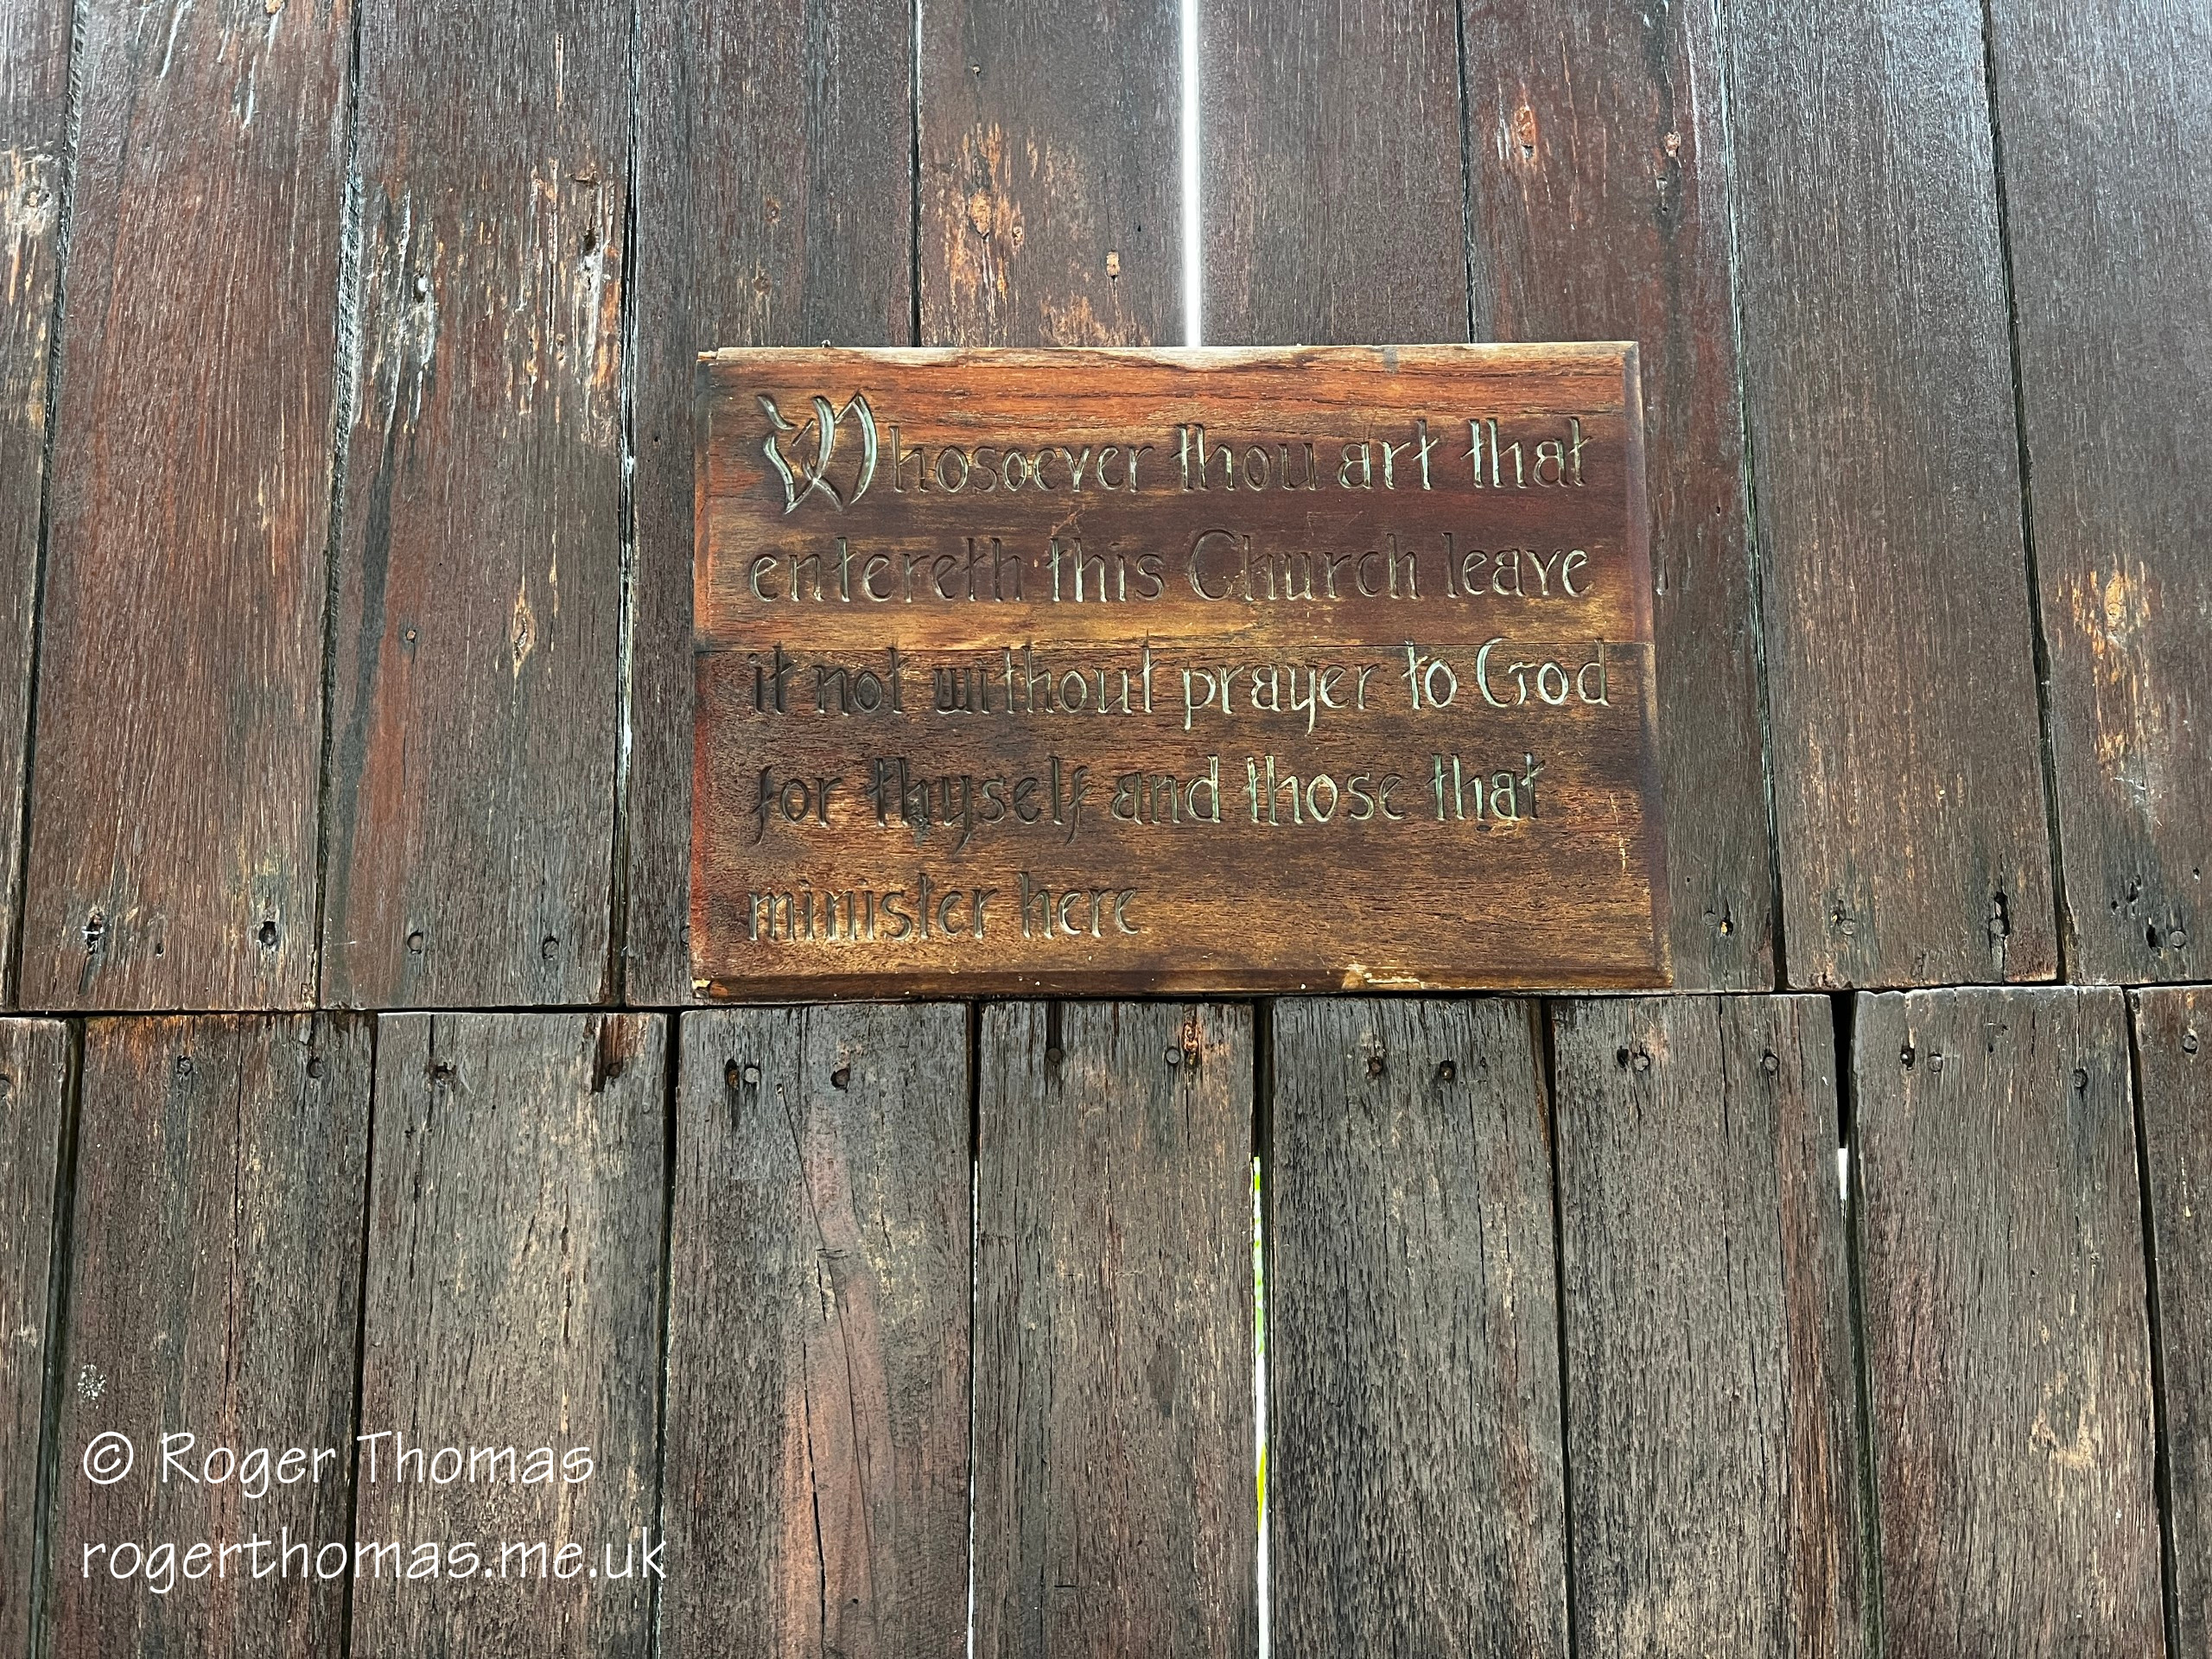 Whosoever thou art that
entereth this Church leave
it not without prayer to God
for thyself and those that
minister here
© Roger Thomas
rogerthomas.me.uk